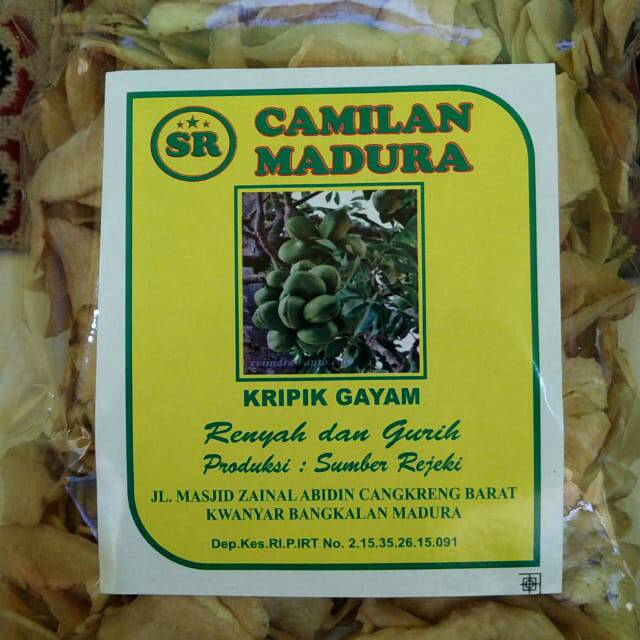 SR
CAMILAN
MADURA
KRIPIK GAYAM
Renyah dan Gurih
Produksi : Sumber Rejeki
JL. MASJID ZAINAL ABIDIN CANGKRENG BARAT
KWANYAR BANGKALAN MADURA
Dep.Kes.RI.P.IRT No. 2.15.35.26.15.091